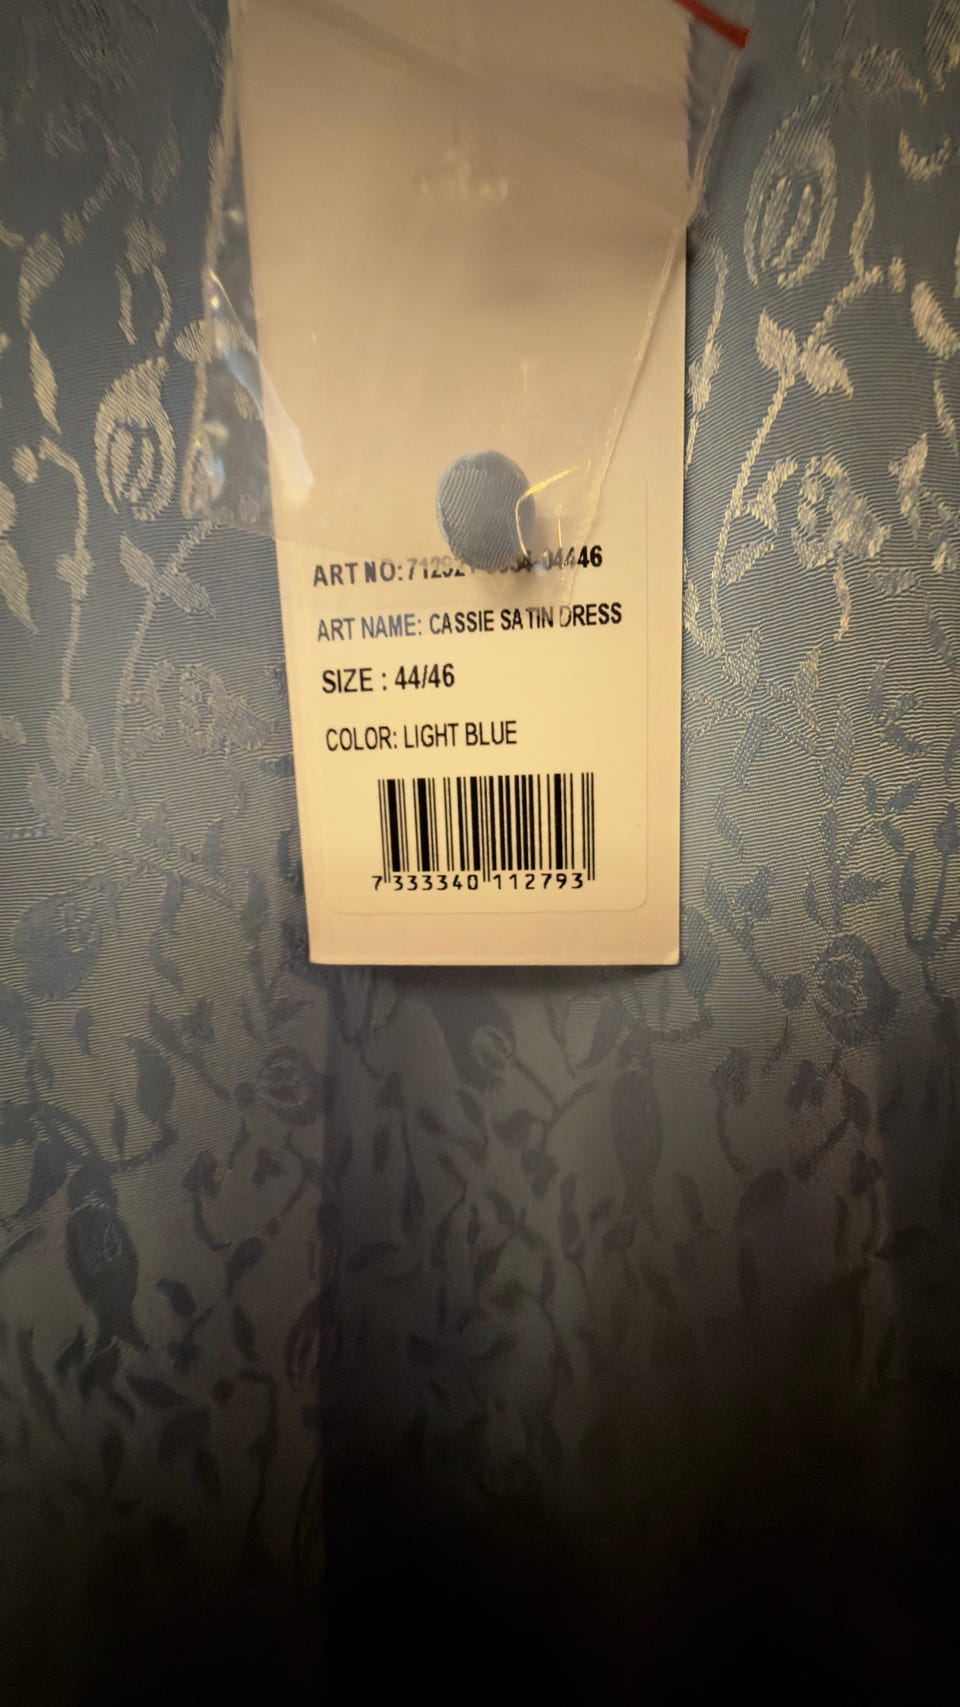 ART NO:
ART NAME: CASSIE SATIN DRESS
SIZE : 44/46
COLOR: LIGHT BLUE
7 333340 112793